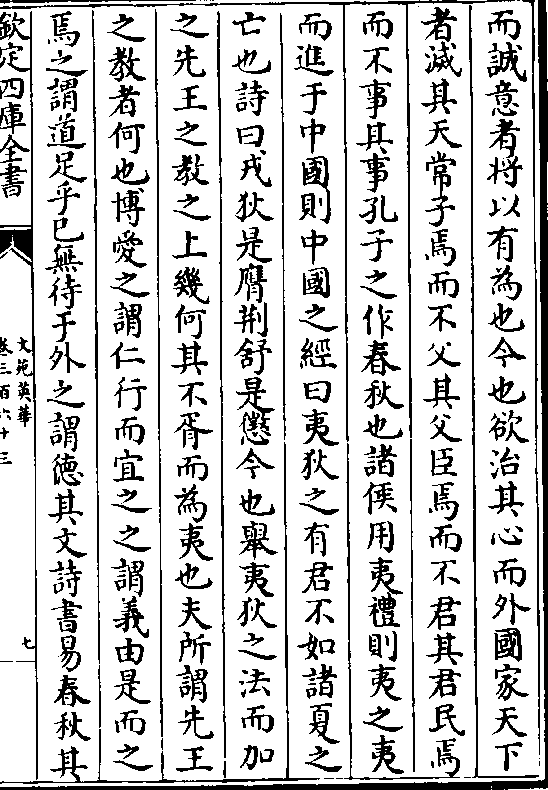 而誠意者將以有為也今也欲治其心而外國家天下
者滅其天常子焉而不父其父臣焉而不君其君民焉
而不事其事孔子之作春秋也諸侯用夷禮則夷之夷
而進于中國則中國之經曰夷狄之有君不如諸夏之
亡也詩曰戎狄是膺荆舒是懲今也舉夷狄之法而加
之先王之教之上幾何其不胥而為夷也夫所謂先王
之教者何也博愛之謂仁行而宜之之謂義由是而之
焉之謂道足乎已無待于外之謂徳其文詩書易春秋其
欽定四庫全書
文苑英華
卷三百六十三
七